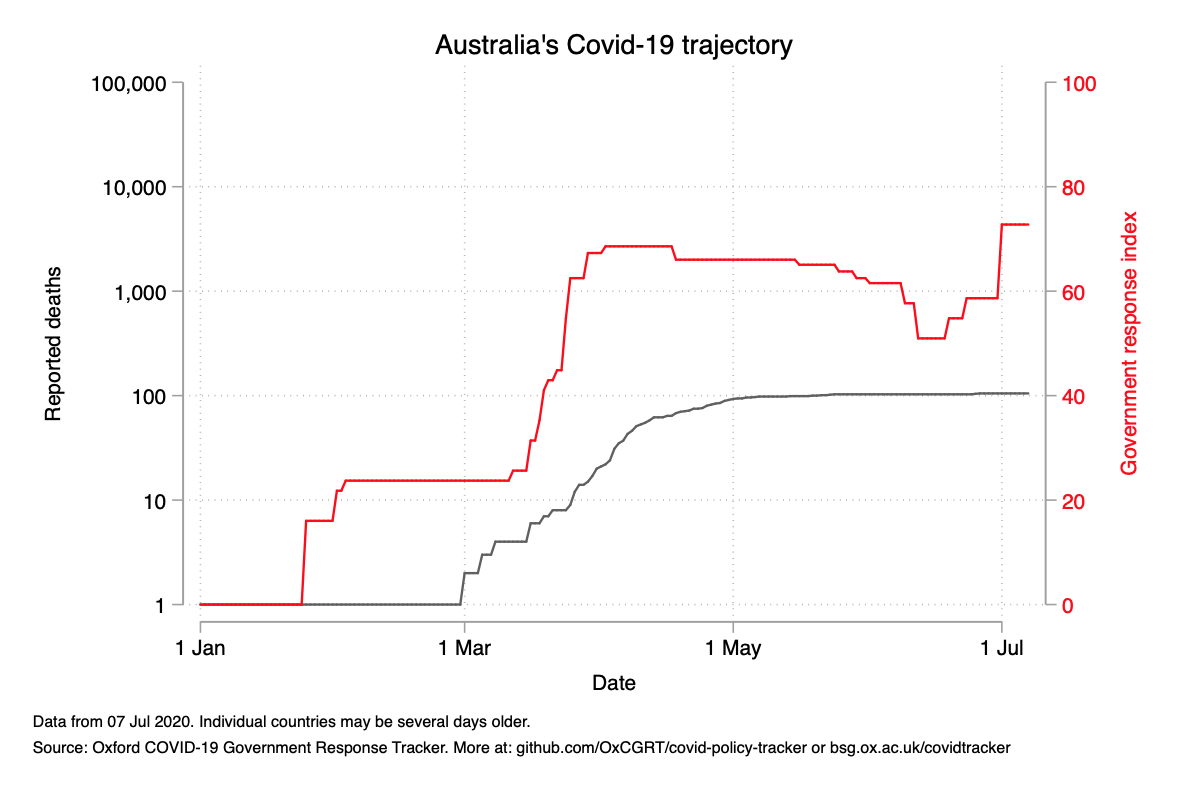 Australia's Covid-19 trajectory
100,000
10,000
1,000
100
10
1
Reported deaths
100
80
60
40
20
0
Government response index
1 Jan
1 Mar
1 May
1 Jul
Date
Data from 07 Jul 2020. Individual countries may be several days older.
Source: Oxford COVID-19 Government Response Tracker. More at: github.com/OxCGRT/covid-policy-tracker or bsg.ox.ac.uk/covidtracker